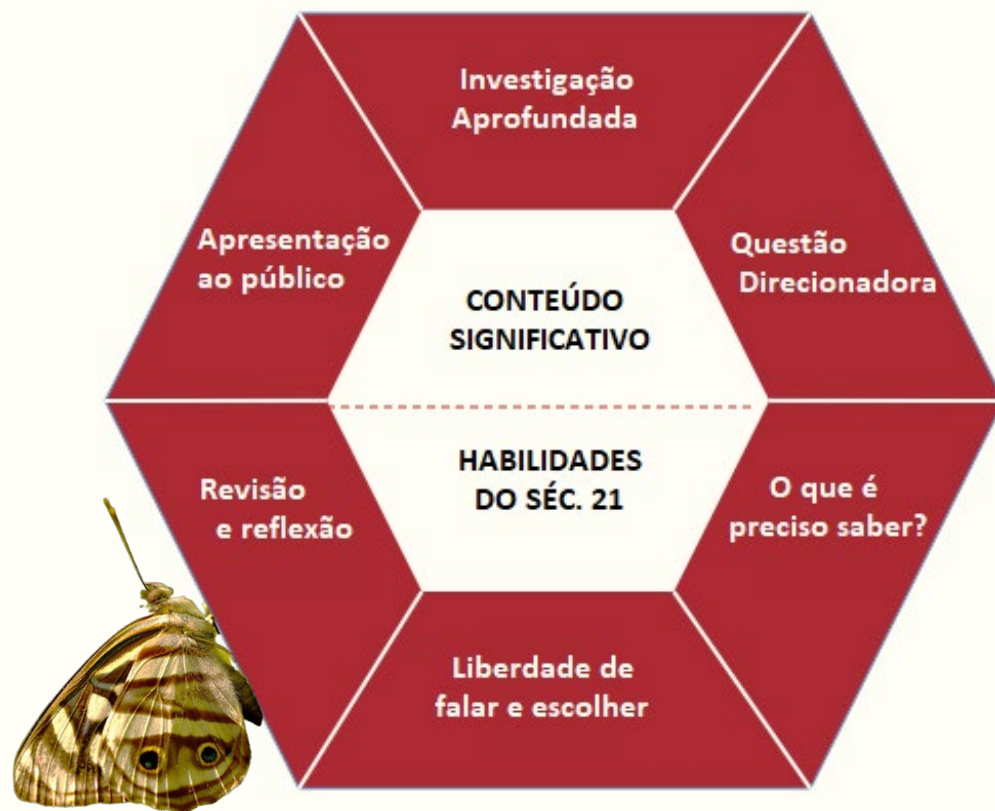 Investigação
Aprofundada
Apresentação
ao público
Questão
Direcionadora
CONTEÚDO
SIGNIFICATIVO
HABILIDADES
DO SÉC. 21
Revisão
e reflexão
O que é
preciso saber?
Liberdade de
falar e escolher